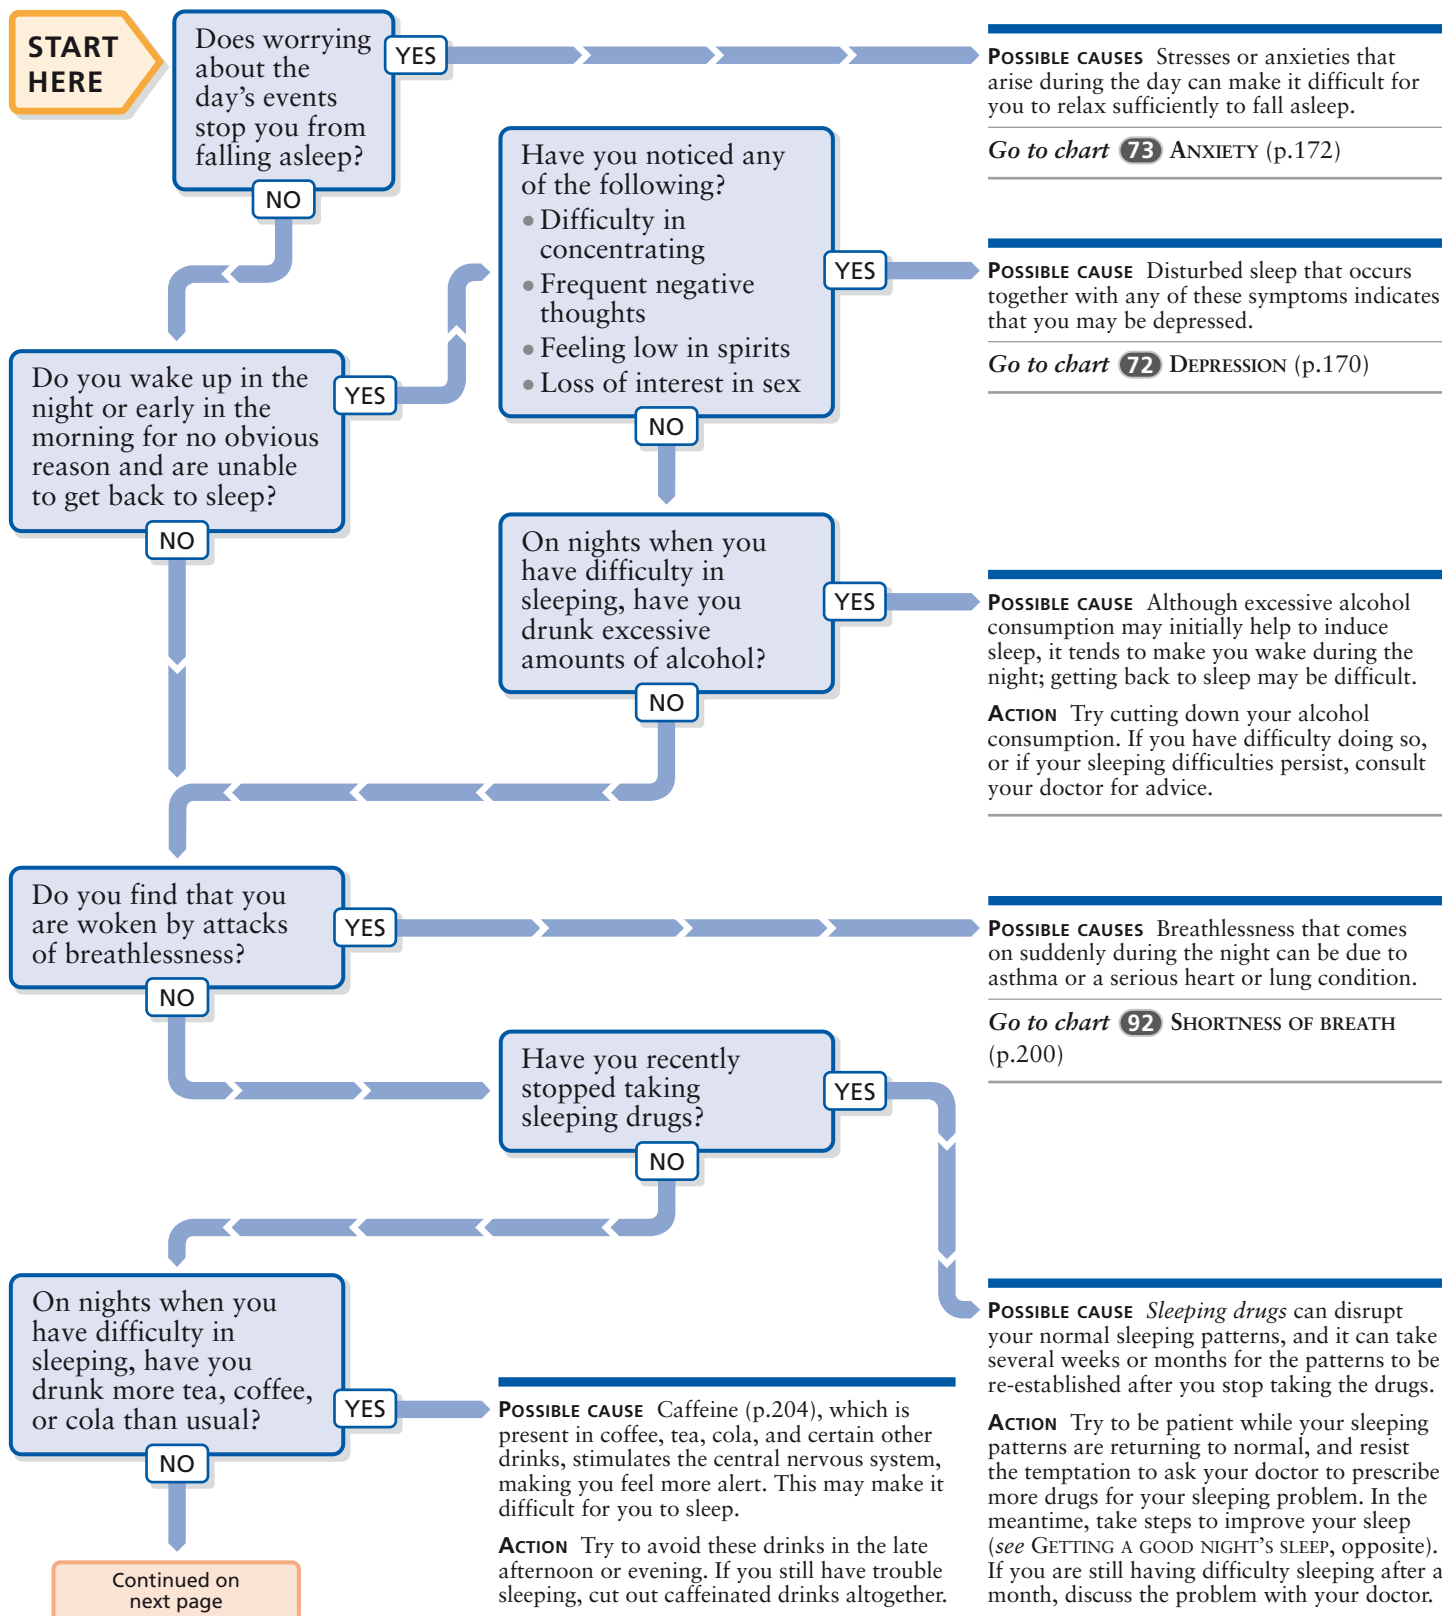 START
HERE
Does worrying
about the
day's events
stop you from
falling asleep?
YES
NO
POSSIBLE CAUSES Stresses or anxieties that
arise during the day can make it difficult for
you to relax sufficiently to fall asleep.
Go to chart 73 ANXIETY (p.172)
Have you noticed any
of the following?
• Difficulty in
concentrating
• Frequent negative
thoughts
• Feeling low in spirits
• Loss of interest in sex
YES
NO
POSSIBLE CAUSE Disturbed sleep that occurs
together with any of these symptoms indicates
that you may be depressed.
Go to chart 72 DEPRESSION (p.170)
Do you wake up in the
night or early in the
morning for no obvious
reason and are unable
to get back to sleep?
YES
NO
On nights when you
have difficulty in
sleeping, have you
drunk excessive
amounts of alcohol?
YES
NO
POSSIBLE CAUSE Although excessive alcohol
consumption may initially help to induce
sleep, it tends to make you wake during the
night; getting back to sleep may be difficult.
ACTION Try cutting down your alcohol
consumption. If you have difficulty doing so,
or if your sleeping difficulties persist, consult
your doctor for advice.
Do you find that you
are woken by attacks
of breathlessness?
YES
NO
POSSIBLE CAUSES Breathlessness that comes
on suddenly during the night can be due to
asthma or a serious heart or lung condition.
Go to chart 92 SHORTNESS OF BREATH
(p.200)
Have you recently
stopped taking
sleeping drugs?
YES
NO
POSSIBLE CAUSE Sleeping drugs can disrupt
your normal sleeping patterns, and it can take
several weeks or months for the patterns to be
re-established after you stop taking the drugs.
ACTION Try to be patient while your sleeping
patterns are returning to normal, and resist
the temptation to ask your doctor to prescribe
more drugs for your sleeping problem. In the
meantime, take steps to improve your sleep
(see GETTING A GOOD NIGHT'S SLEEP, opposite).
If you are still having difficulty sleeping after a
month, discuss the problem with your doctor.
On nights when you
have difficulty in
sleeping, have you
drunk more tea, coffee,
or cola than usual?
YES
NO
POSSIBLE CAUSE Caffeine (p.204), which is
present in coffee, tea, cola, and certain other
drinks, stimulates the central nervous system,
making you feel more alert. This may make it
difficult for you to sleep.
ACTION Try to avoid these drinks in the late
afternoon or evening. If you still have trouble
sleeping, cut out caffeinated drinks altogether.
Continued on
next page